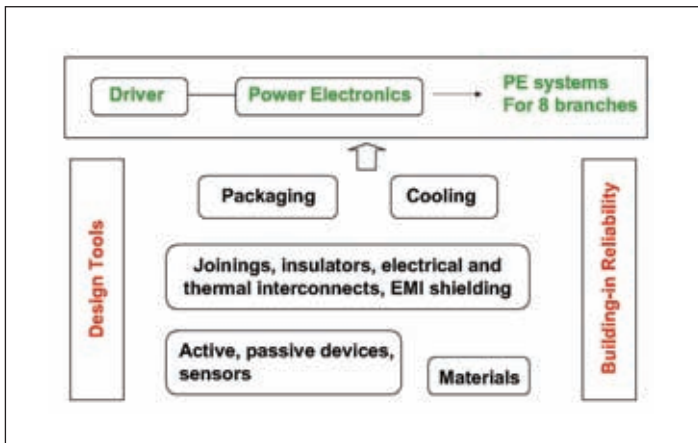 Driver
Power Electronics
PE systems
For 8 branches
Design Tools
Packaging
Cooling
Joinings, insulators, electrical and
thermal interconnects, EMI shielding
Active, passive devices,
sensors
Materials
Building-in Reliability